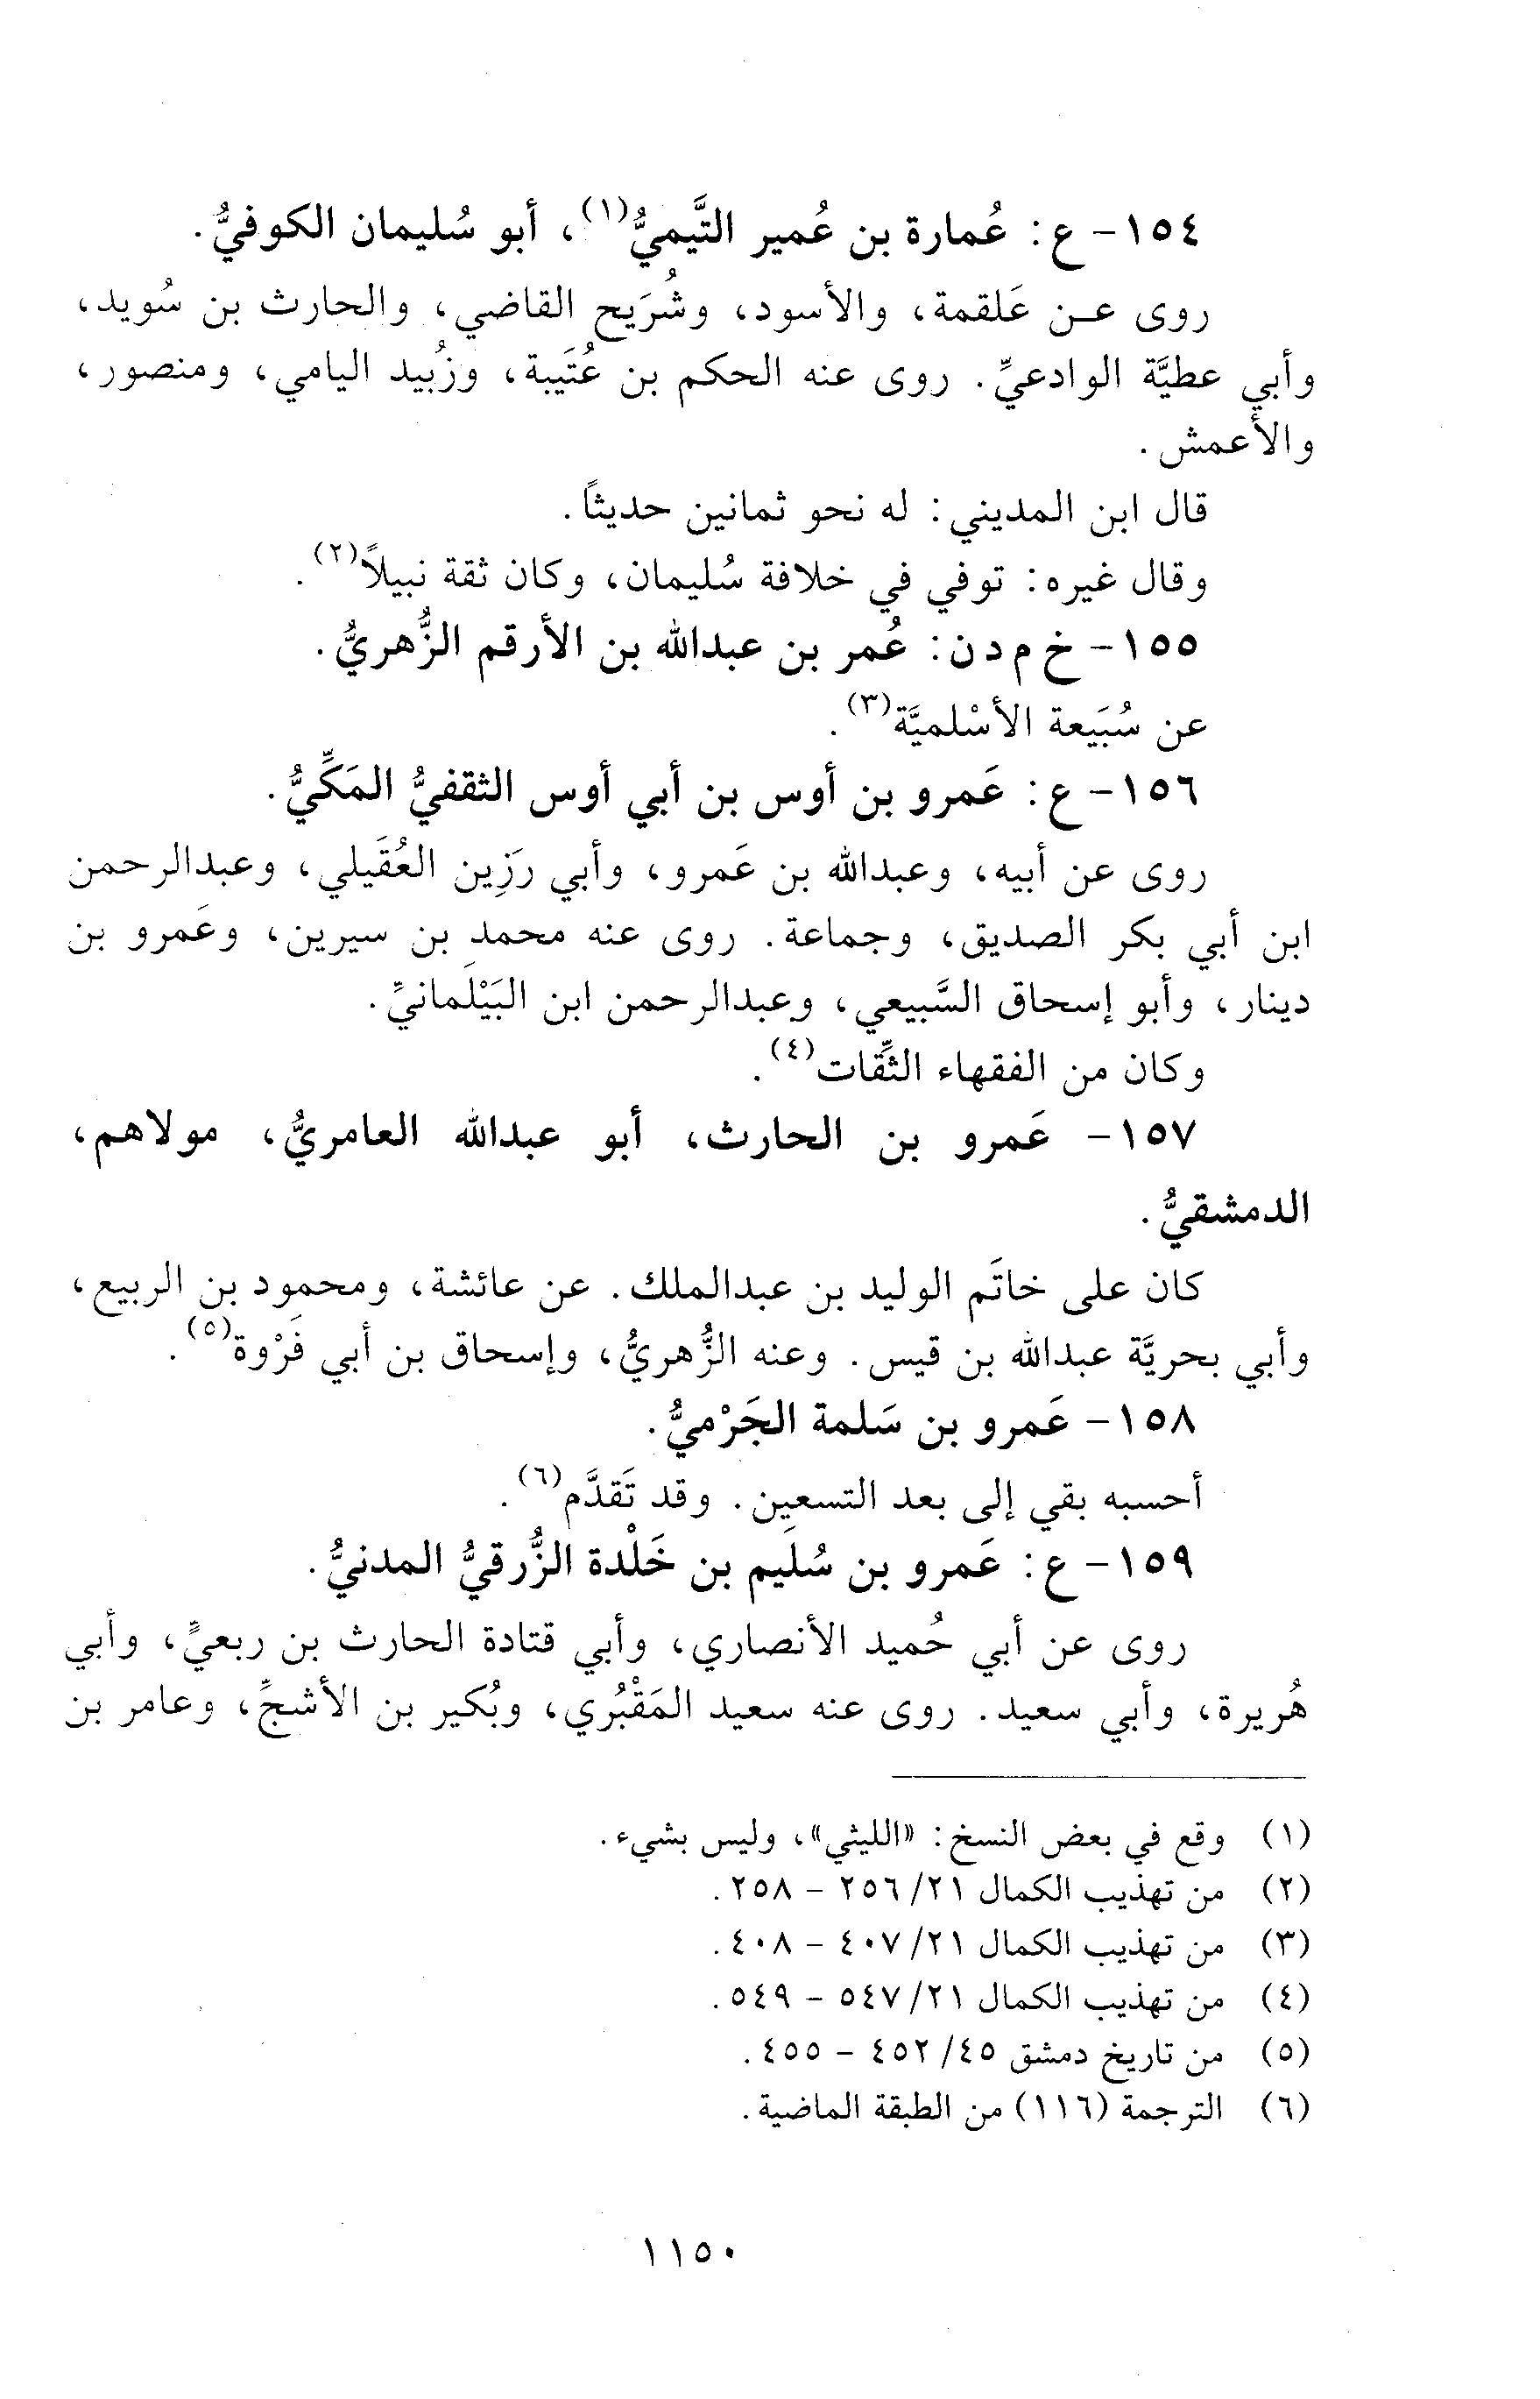 ١٥٤- ع: عُمارة بن عُمير التَّيميُّ(١)، أبو سُليمان الكوفيُّ.
روى عن عَلقمة، والأسود، وشُرَيح القاضي، والحارث بن سُويد،
وأبي عطيَّة الوادعيِّ. روى عنه الحكم بن عُتَيبة، وزُبيد اليامي، ومنصور،
والأعمش.
قال ابن المديني: له نحو ثمانين حديثاً.
وقال غيره: توفي في خلافة سُليمان، وكان ثقة نبيلاً(٢).
١٥٥- خ م د ن: عُمر بن عبدالله بن الأرقم الزُّهريُّ.
عن سُبَيعة الأسْلميَّة(٣).
١٥٦- ع: عَمرو بن أوس بن أبي أوس الثقفيُّ المَكِّيُّ.
روى عن أبيه، وعبدالله بن عَمرو، وأبي رَزِين العُقَيلي، وعبدالرحمن
ابن أبي بكر الصديق، وجماعة. روى عنه محمد بن سيرين، وعَمرو بن
دينار، وأبو إسحاق السَّبيعي، وعبدالرحمن ابن البَيْلَمانيِّ.
وكان من الفقهاء الثِّقات(٤).
١٥٧- عَمرو بن الحارث، أبو عبدالله العامريُّ، مولاهم،
الدمشقيُّ.
كان على خاتَم الوليد بن عبدالملك. عن عائشة، ومحمود بن الربيع،
وأبي بحريَّة عبدالله بن قيس. وعنه الزُّهريُّ، وإسحاق بن أبي فَرْوة(٥).
١٥٨- عَمرو بن سَلمة الجَرْميُّ.
أحسبه بقي إلى بعد التسعين. وقد تَقدَّم(٦).
١٥٩- ع: عَمرو بن سُلَيم بن خَلْدة الزُّرقيُّ المدنيُّ.
روى عن أبي حُميد الأنصاري، وأبي قتادة الحارث بن ربعيٍّ، وأبي
هُريرة، وأبي سعيد. روى عنه سعيد المَقْبُري، وبُكير بن الأشجِّ، وعامر بن
(١) وقع في بعض النسخ: «الليثي»، وليس بشيء.
(٢) من تهذيب الكمال ٢١/ ٢٥٦ - ٢٥٨.
(٣) من تهذيب الكمال ٢١/ ٤٠٧ - ٤٠٨.
(٤) من تهذيب الكمال ٢١/ ٥٤٧ - ٥٤٩.
(٥) من تاريخ دمشق ٤٥/ ٤٥٢ - ٤٥٥.
(٦) الترجمة (١١٦) من الطبقة الماضية.
١١٥٠